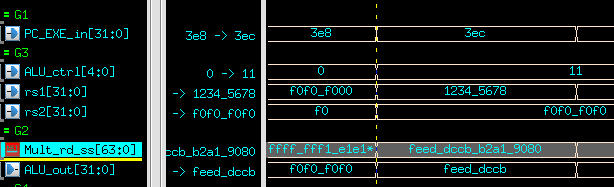 = G1
PC_EXE_in[31:0] 3e8 -> 3ec 3e8 3ec
= G3
ALU_ctrl[4:0] 0 -> 11 0 11
rs1[31:0] -> 1234_5678 f0f0_f000 1234_5678
rs2[31:0] -> f0f0_f0f0 f0 f0f0_f0f0
= G2
Mult_rd_ss[63:0] ccb_b2a1_9080 ffff_fff1_e1e1* feed_dccb_b2a1_9080
ALU_out[31:0] -> feed_dccb f0f0_f0f0 feed_dccb